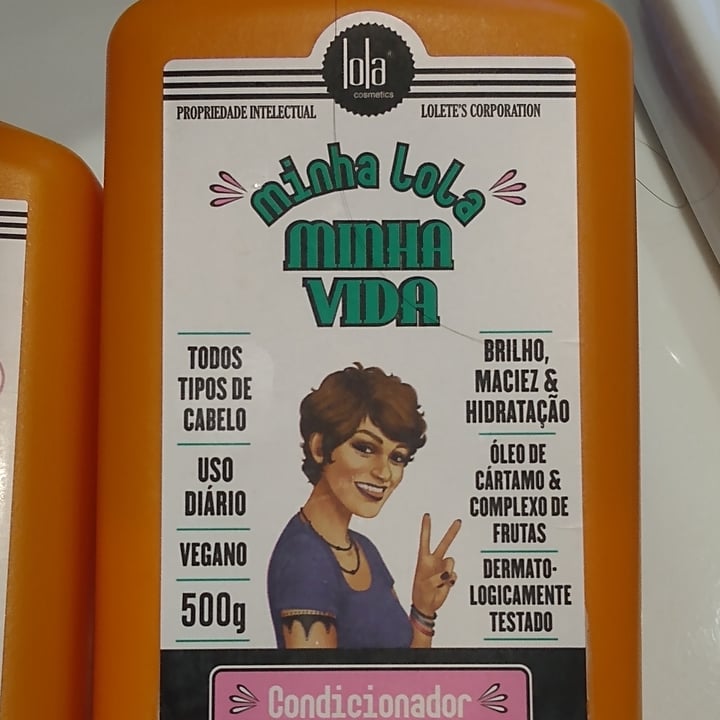 lola
cosmetics
PROPRIEDADE INTELECTUAL LOLETE'S CORPORATION
minha lola
MINHA
VIDA
TODOS
TIPOS DE
CABELO
USO
DIÁRIO
VEGANO
500g
BRILHO,
MACIEZ &
HIDRATAÇÃO
ÓLEO DE
CÁRTAMO &
COMPLEXO DE
FRUTAS
DERMATO-
LOGICAMENTE
TESTADO
Condicionador